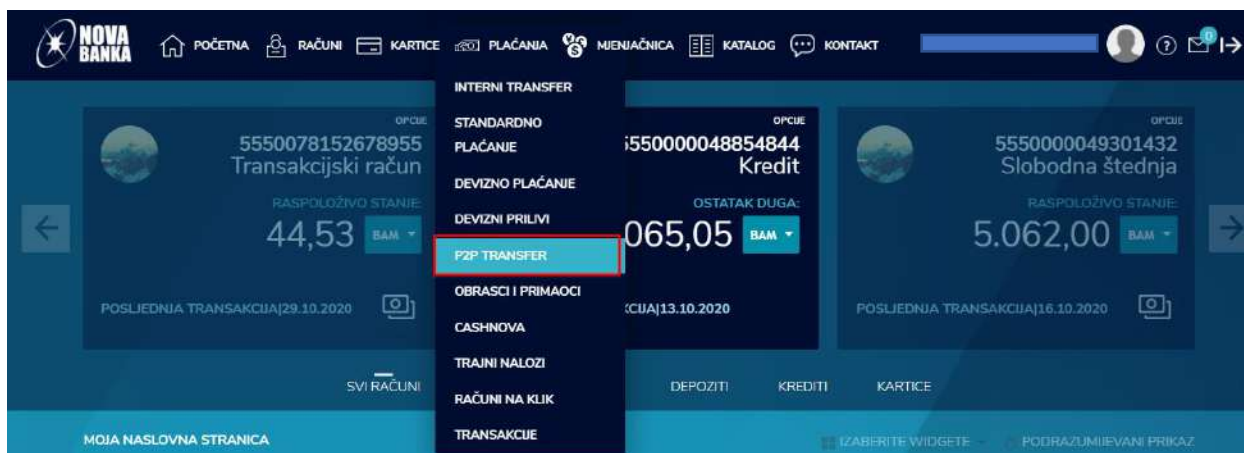 NOVA
BANKA
POČETNA
RAČUNI
KARTICE
PLAĆANJA
MJENJAČNICA
KATALOG
KONTAKT
0
INTERNI TRANSFER
STANDARDNO
PLAĆANJE
DEVIZNO PLAĆANJE
DEVIZNI PRILIVI
P2P TRANSFER
OBRASCI I PRIMAOCI
CASHNOVA
TRAJNI NALOZI
RAČUNI NA KLIK
TRANSAKCIJE
OPCIJE
5550078152678955
Transakcijski račun
RASPOLOŽIVO STANJE:
44,53 BAM
POSLJEDNJA TRANSAKCIJA|29.10.2020
OPCIJE
5550000048854844
Kredit
OSTATAK DUGA:
065,05 BAM
KCIJA|13.10.2020
OPCIJE
5550000049301432
Slobodna štednja
RASPOLOŽIVO STANJE:
5.062,00 BAM
POSLJEDNJA TRANSAKCIJA|16.10.2020
SVI RAČUNI
DEPOZITI
KREDITI
KARTICE
MOJA NASLOVNA STRANICA
IZABERITE WIDGETE
PODRAZUMIJEVANI PRIKAZ